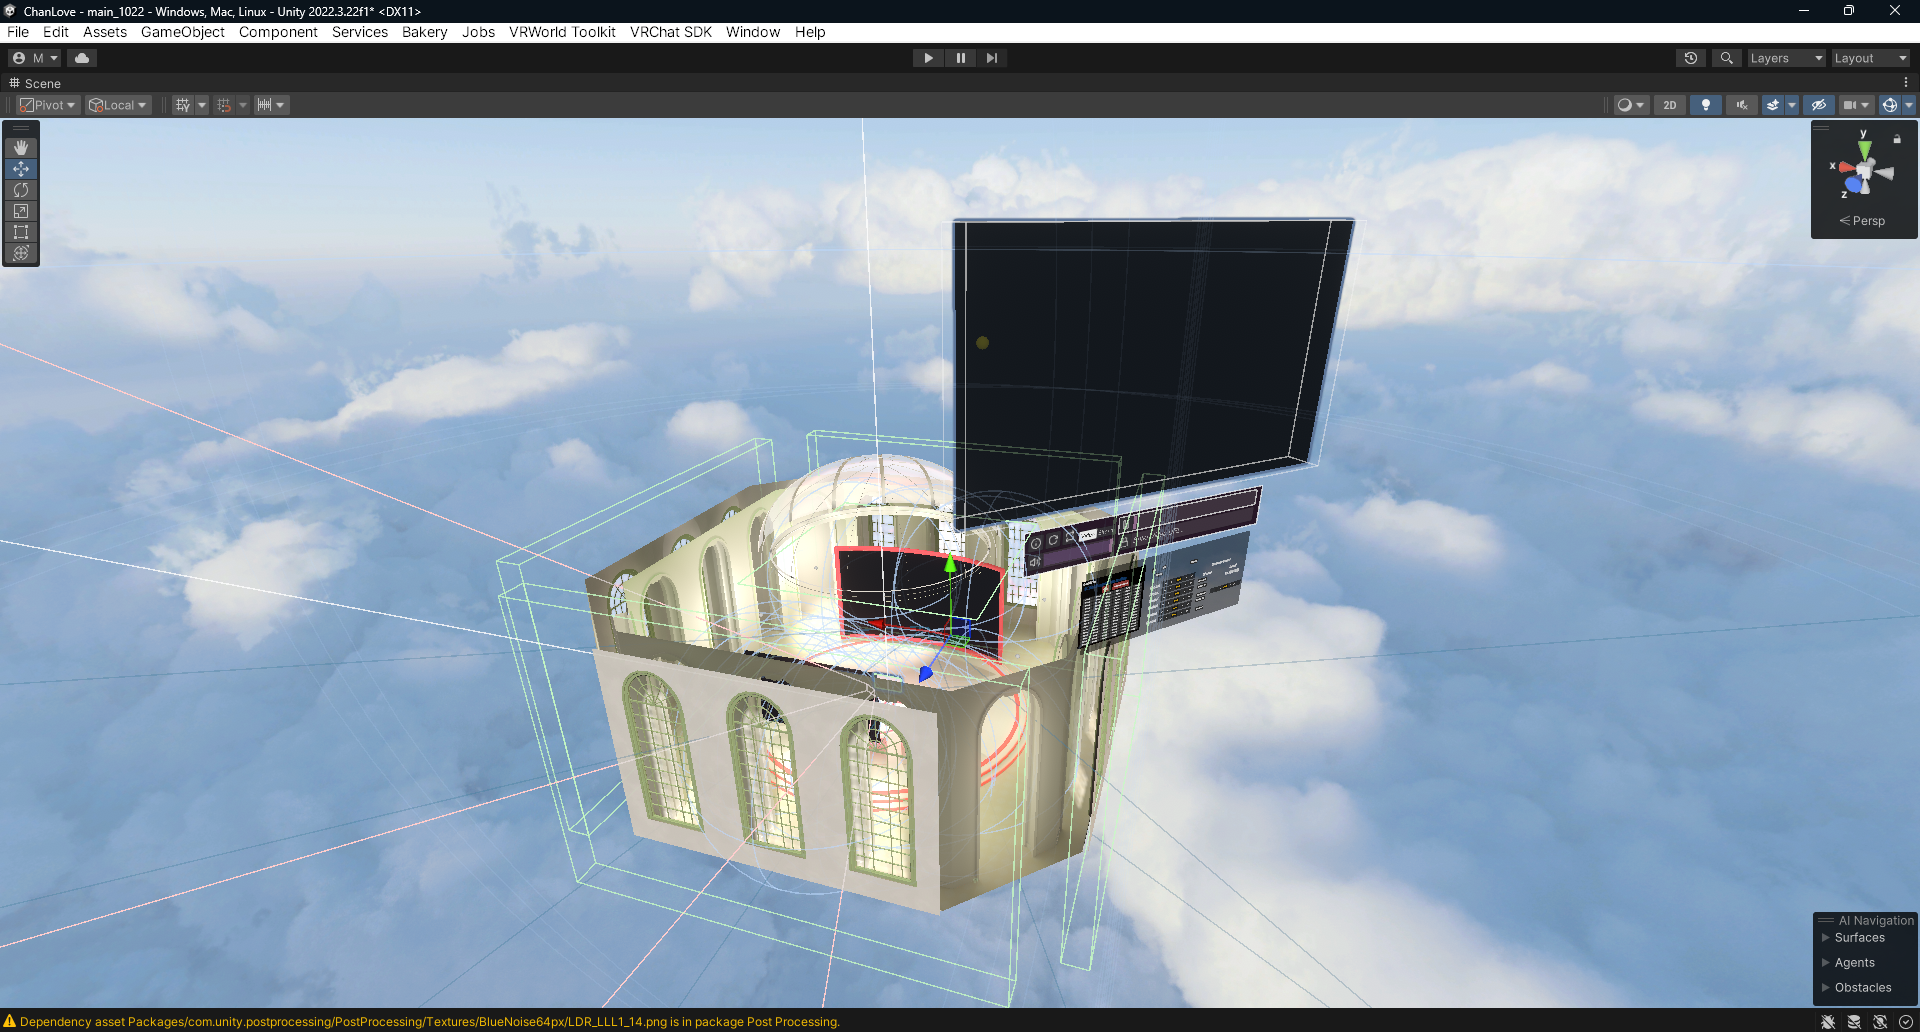 ChanLove - main_1022 - Windows, Mac, Linux - Unity 2022.3.22f1* <DX11>
File Edit Assets GameObject Component Services Bakery Jobs VRWorld Toolkit VRChat SDK Window Help
M
Layers
Layout
Scene
Pivot
Local
2D
y
x
z
Persp
AI Navigation
Surfaces
Agents
Obstacles
Dependency asset Packages/com.unity.postprocessing/PostProcessing/Textures/BlueNoise64px/LDR_LLL1_14.png is in package Post Processing.